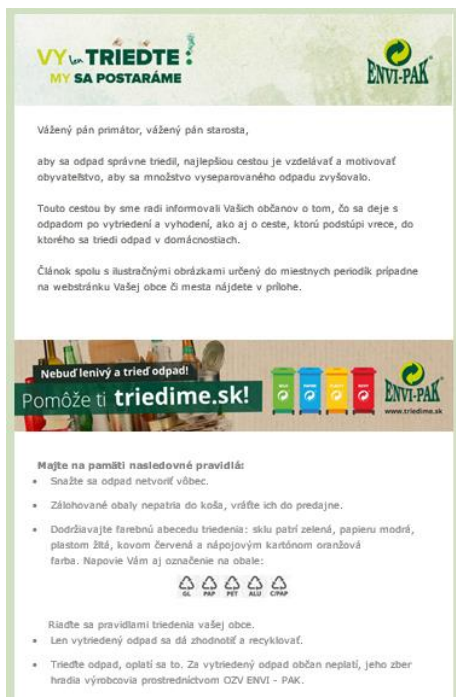 VY len TRIEDTE
MY SA POSTARÁME
ENVI-PAK
Vážený pán primátor, vážený pán starosta,
aby sa odpad správne triedil, najlepšiou cestou je vzdelávať a motivovať
obyvateľstvo, aby sa množstvo vyseparovaného odpadu zvyšovalo.
Touto cestou by sme radi informovali Vašich občanov o tom, čo sa deje s
odpadom po vytriedení a vyhodení, ako aj o ceste, ktorú podstúpi vrece, do
ktorého sa triedi odpad v domácnostiach.
Článok spolu s ilustračnými obrázkami určený do miestnych periodík prípadne
na webstránku Vašej obce či mesta nájdete v prílohe.
Nebuď lenivý a trieď odpad!
Pomôže ti triedime.sk!
ENVI-PAK
www.triedime.sk
Majte na pamäti nasledovné pravidlá:
• Snažte sa odpad netvoriť vôbec.
• Zálohované obaly nepatria do koša, vráťte ich do predajne.
• Dodržiavajte farebnú abecedu triedenia: sklu patrí zelená, papieru modrá,
plastom žltá, kovom červená a nápojovým kartónom oranžová
farba. Napovie Vám aj označenie na obale:
GL PAP PET ALU C/PAP
Riaďte sa pravidlami triedenia vašej obce.
• Len vytriedený odpad sa dá zhodnotiť a recyklovať.
• Trieďte odpad, oplatí sa to. Za vytriedený odpad občan neplatí, jeho zber
hradia výrobcovia prostredníctvom OZV ENVI - PAK.